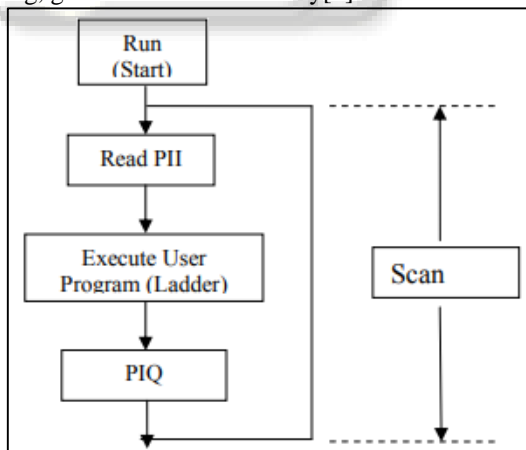 Run
(Start)
Read PII
Execute User
Program (Ladder)
PIQ
Scan